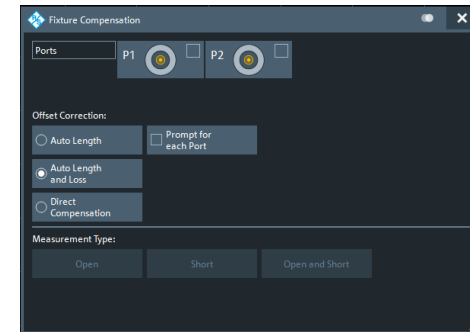 Fixture Compensation
Ports
P1
P2
Offset Correction:
Auto Length
Prompt for
each Port
Auto Length
and Loss
Direct
Compensation
Measurement Type:
Open
Short
Open and Short